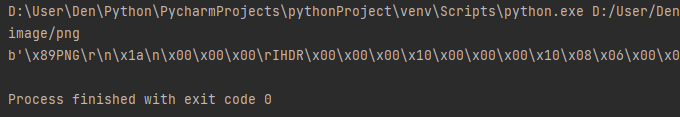 D:\User\Den\Python\PycharmProjects\pythonProject\venv\Scripts\python.exe D:/User/Den
image/png
b'\x89PNG\r\n\x1a\n\x00\x00\x00\rIHDR\x00\x00\x00\x10\x00\x00\x00\x10\x08\x06\x00\x0
Process finished with exit code 0